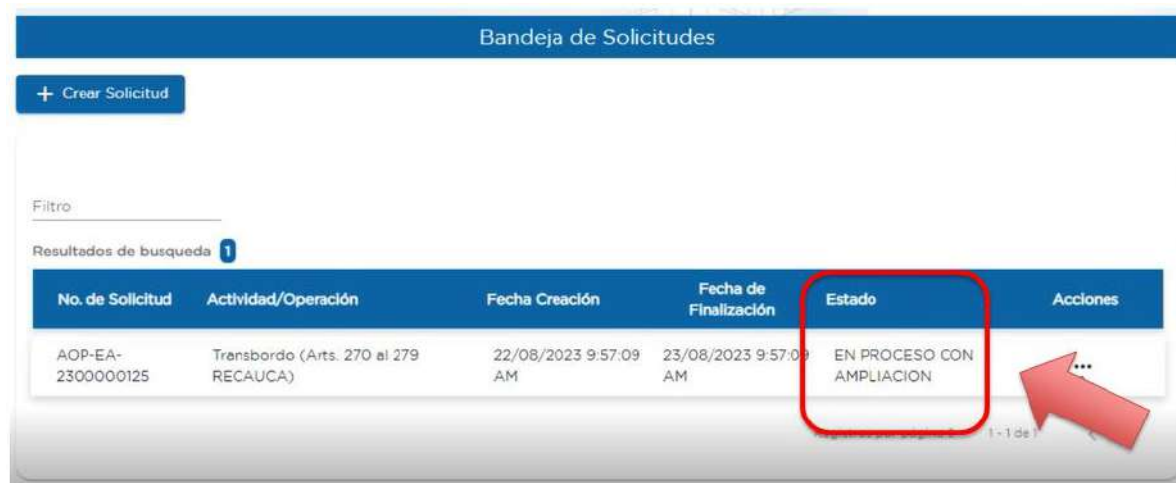 Bandeja de Solicitudes
+ Crear Solicitud
Filtro
Resultados de busqueda 1
No. de Solicitud Actividad/Operación Fecha Creación Fecha de Finalización Estado Acciones
AOP-EA- Transbordo (Arts. 270 al 279 22/08/2023 9:57:09 23/08/2023 9:57:09 EN PROCESO CON
2300000125 RECAUCA) AM AM AMPLIACION
1 - 1 de 1